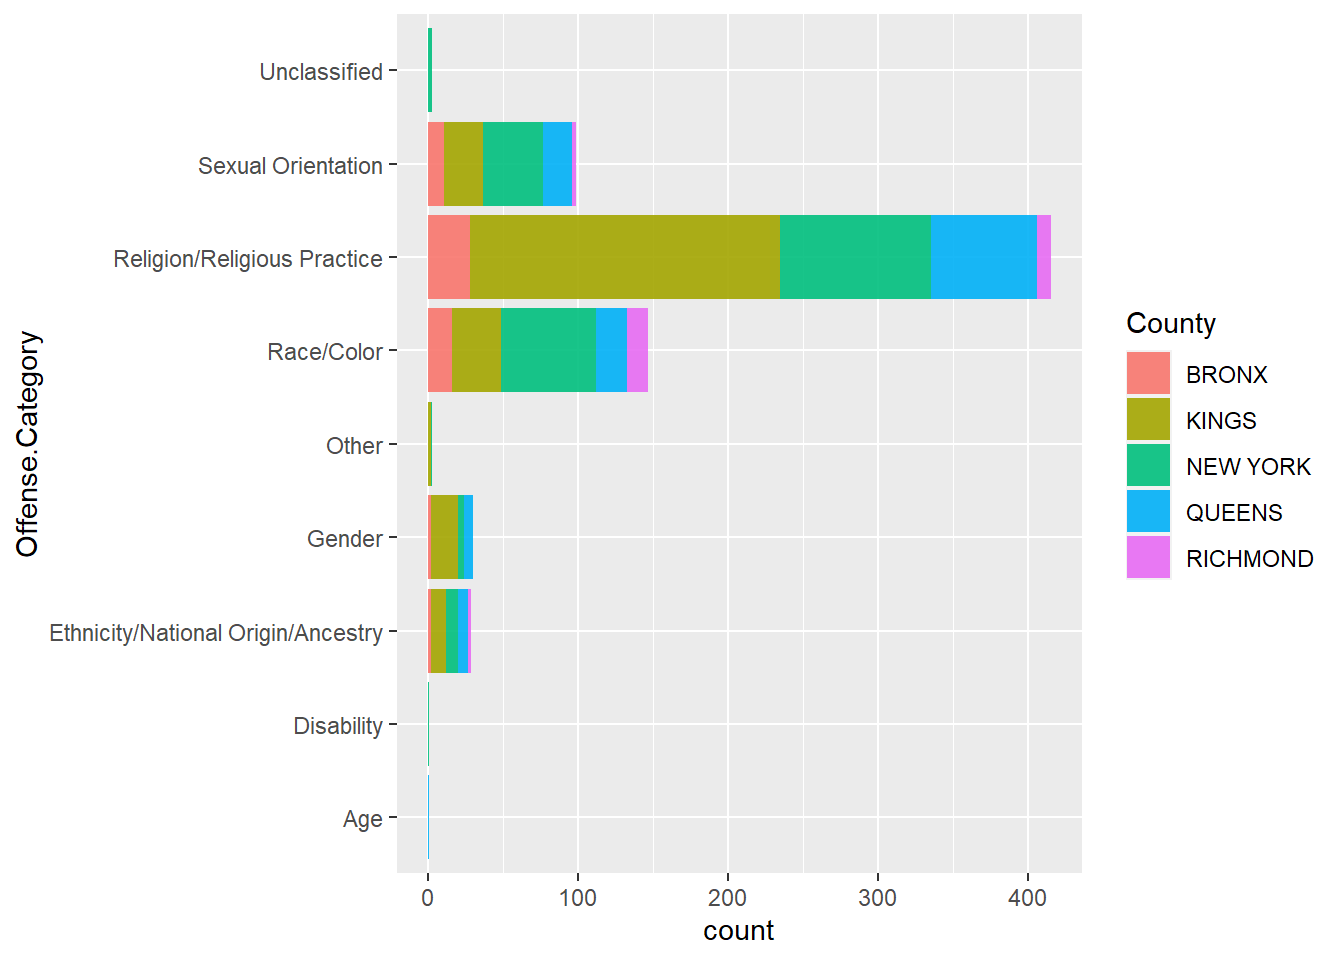 Offense.Category
Unclassified
Sexual Orientation
Religion/Religious Practice
Race/Color
Other
Gender
Ethnicity/National Origin/Ancestry
Disability
Age
0 100 200 300 400
count
County
BRONX
KINGS
NEW YORK
QUEENS
RICHMOND